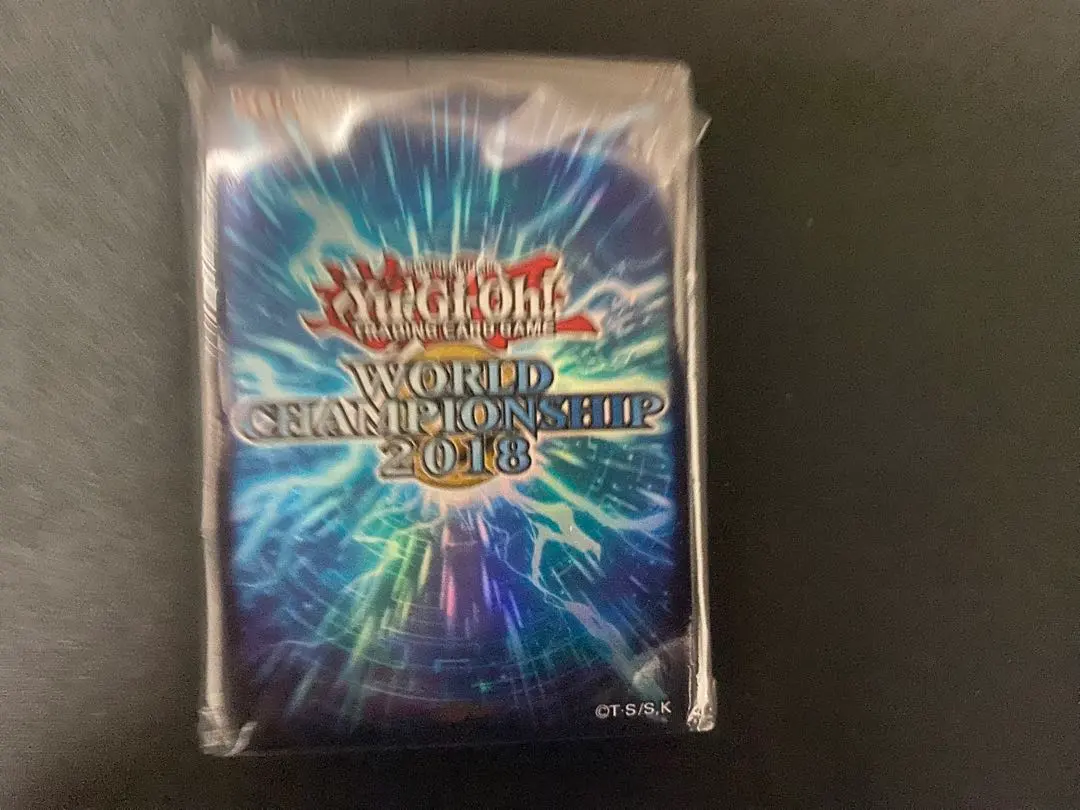 Yu-Gi-Oh!
TRADING CARD GAME
WORLD
CHAMPIONSHIP
2018
©T·S/S.K